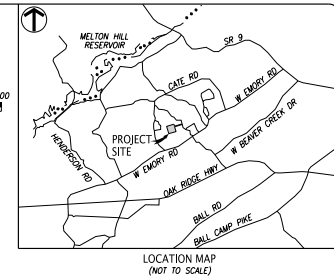 00
MELTON HILL
RESERVOIR
SR 9
CATE RD
W EMORY RD
HENDERSON RD
PROJECT
SITE
W EMORY RD
W BEAVER CREEK DR
OAK RIDGE HWY
BALL RD
BALL CAMP PIKE
LOCATION MAP
(NOT TO SCALE)